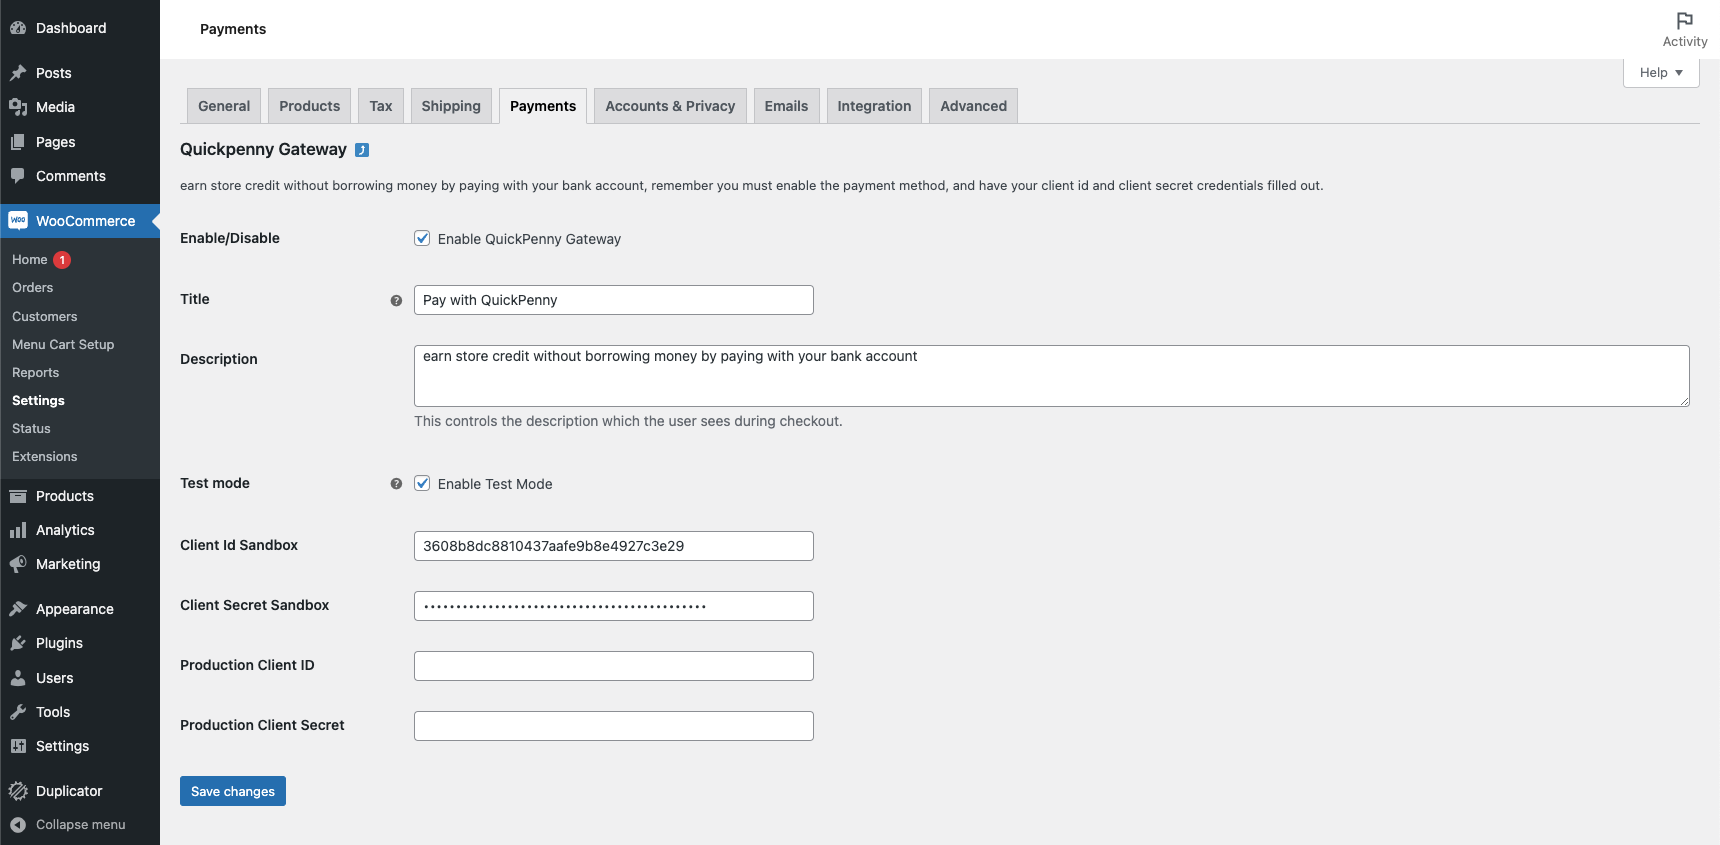 Dashboard
Posts
Media
Pages
Comments
Woo WooCommerce
Home 1
Orders
Customers
Menu Cart Setup
Reports
Settings
Status
Extensions
Products
Analytics
Marketing
Appearance
Plugins
Users
Tools
Settings
Duplicator
Collapse menu
Payments
Activity
Help
General Products Tax Shipping Payments Accounts & Privacy Emails Integration Advanced
Quickpenny Gateway
earn store credit without borrowing money by paying with your bank account, remember you must enable the payment method, and have your client id and client secret credentials filled out.
Enable/Disable Enable QuickPenny Gateway
Title ? Pay with QuickPenny
Description earn store credit without borrowing money by paying with your bank account
This controls the description which the user sees during checkout.
Test mode ? Enable Test Mode
Client Id Sandbox 3608b8dc8810437aafe9b8e4927c3e29
Client Secret Sandbox ••••••••••••••••••••••••••••••••••••••••••••
Production Client ID
Production Client Secret
Save changes